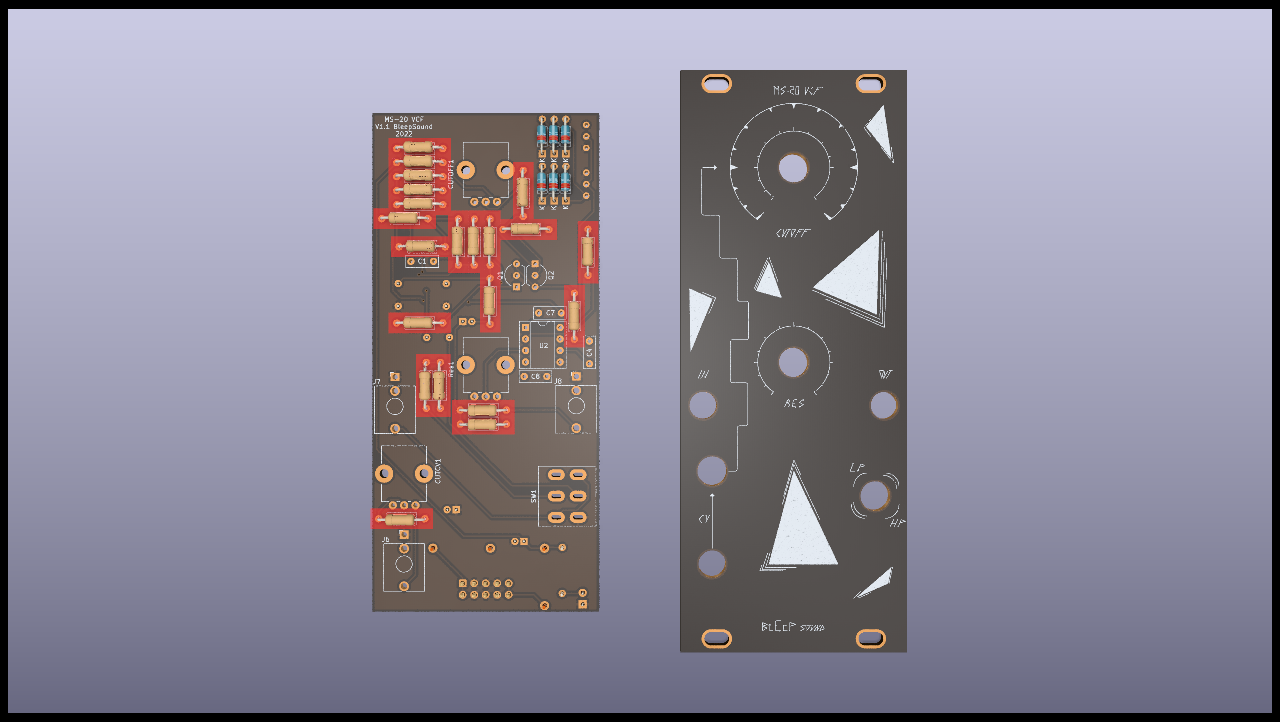 MS-20 VCF
V1.1 BleepSound
2022
CUTOFF1
K K K
K K K
C1
Q1
Q2
C7
U2
C4
C6
Res1
J7
J8
CUTCV1
SW1
J6
MS-20 VCF
CUTOFF
IN
RES
OUT
LP
CV
HP
BLEEP SOUND